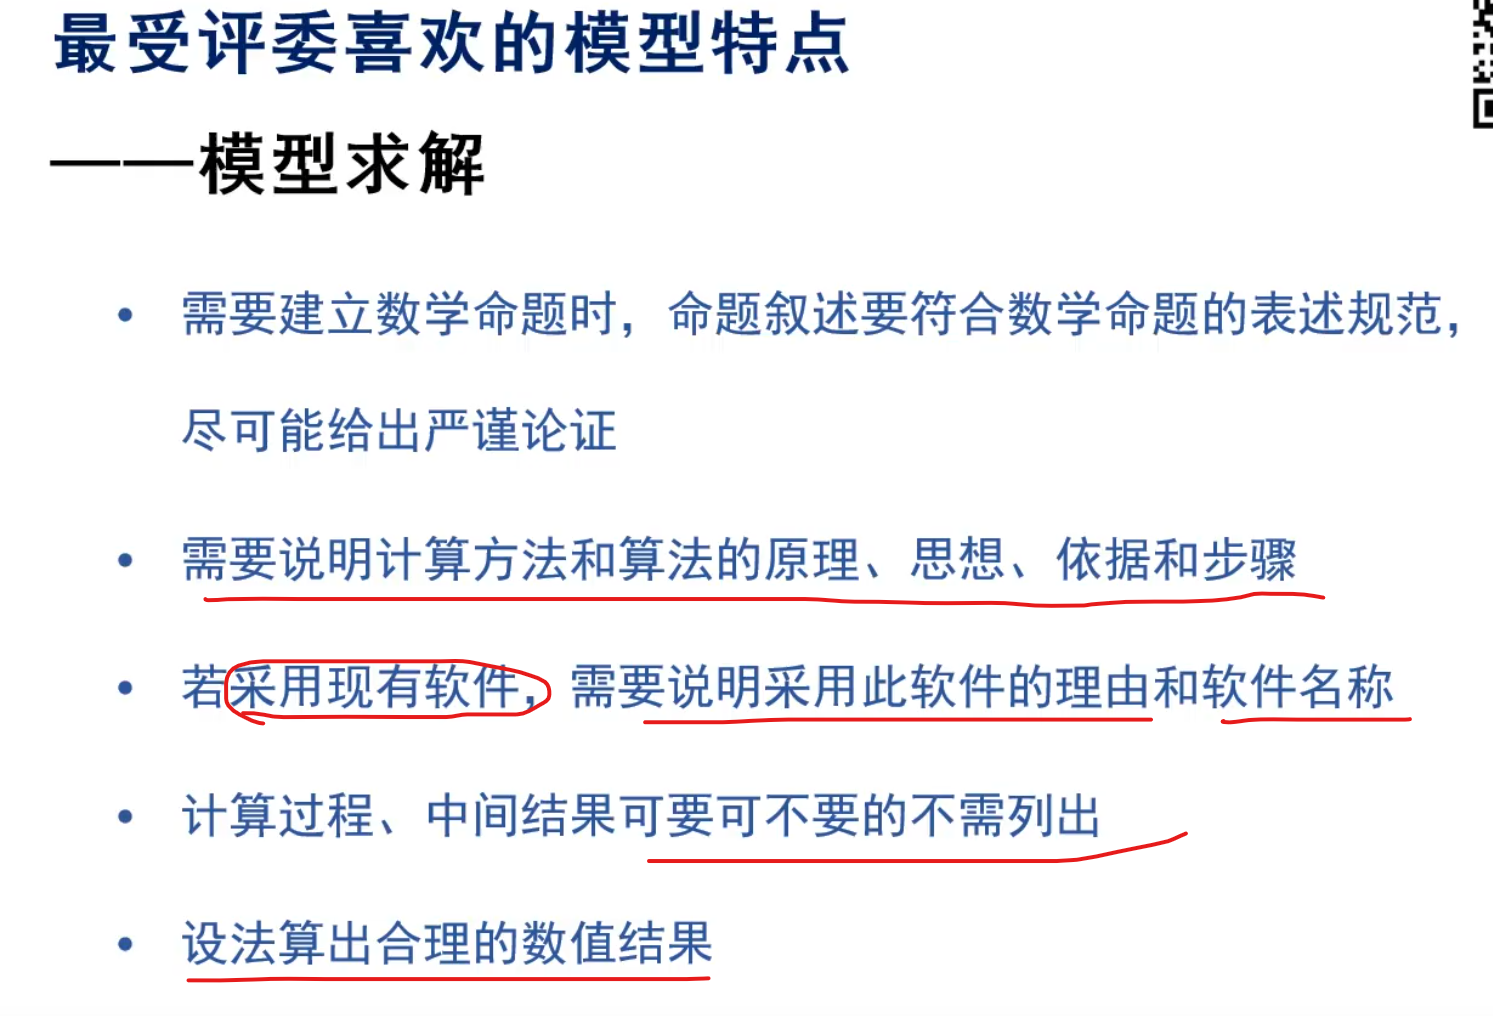 最受评委喜欢的模型特点
——模型求解
• 需要建立数学命题时，命题叙述要符合数学命题的表述规范，
尽可能给出严谨论证
• 需要说明计算方法和算法的原理、思想、依据和步骤
• 若采用现有软件，需要说明采用此软件的理由和软件名称
• 计算过程、中间结果可要可不要的不需列出
• 设法算出合理的数值结果